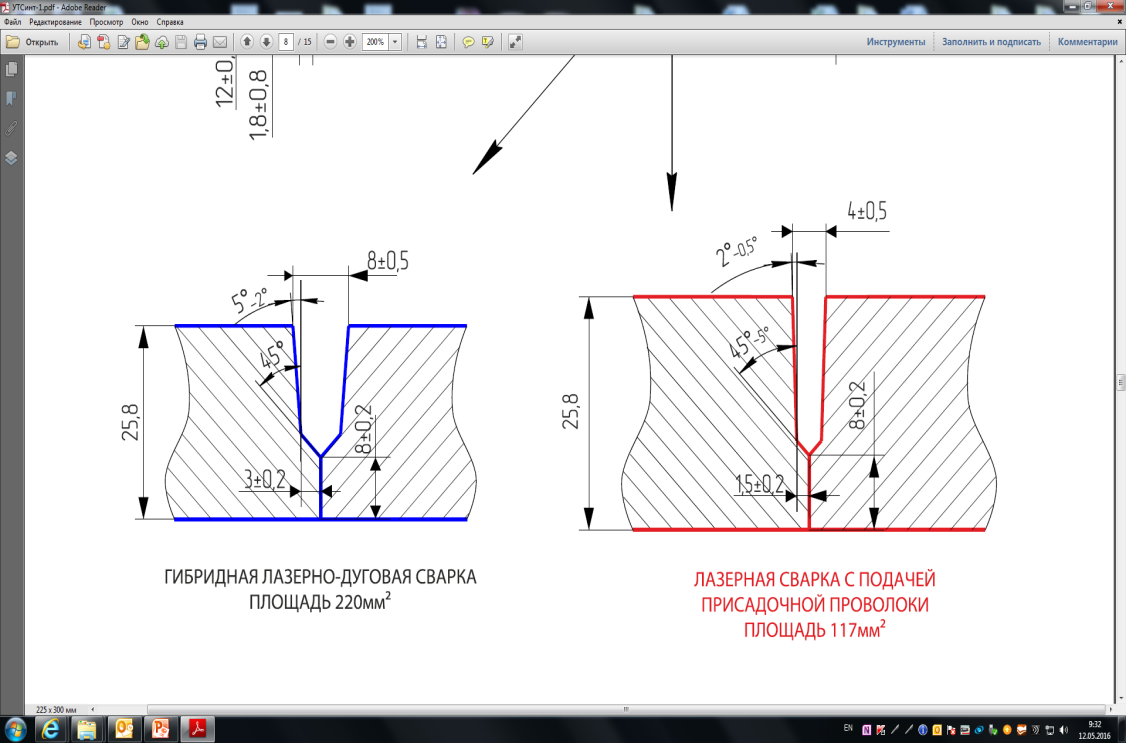 УТСинт-1.pdf - Adobe Reader
Файл Редактирование Просмотр Окно Справка
Открыть 8 / 15 200% Инструменты Заполнить и подписать Комментарии
12±0,
1,8±0,8
8±0,5
5°-2°
45°
25,8
8±0,2
3±0,2
ГИБРИДНАЯ ЛАЗЕРНО-ДУГОВАЯ СВАРКА
ПЛОЩАДЬ 220мм²
4±0,5
2°-0,5°
45°-5°
25,8
8±0,2
1,5±0,2
ЛАЗЕРНАЯ СВАРКА С ПОДАЧЕЙ
ПРИСАДОЧНОЙ ПРОВОЛОКИ
ПЛОЩАДЬ 117мм²
225 x 300 мм
EN 9:32
12.05.2016